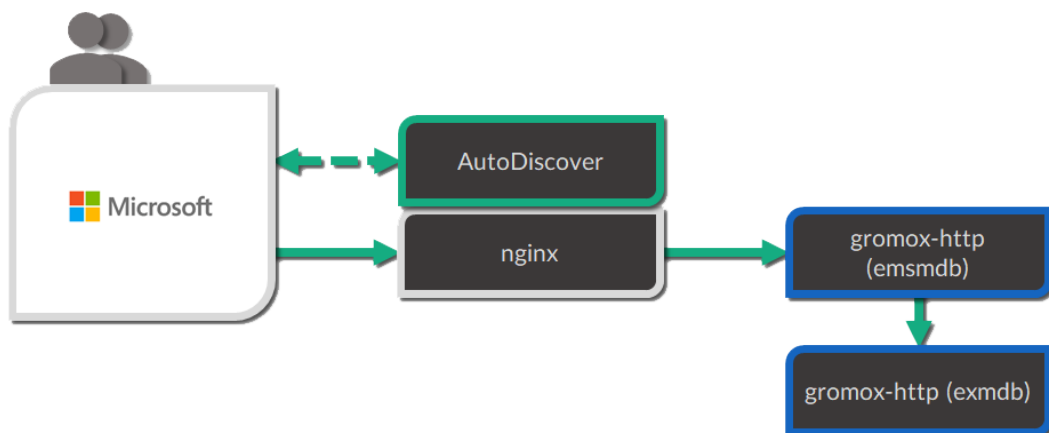 AutoDiscover
Microsoft
nginx
gromox-http
(emsmdb)
gromox-http (exmdb)